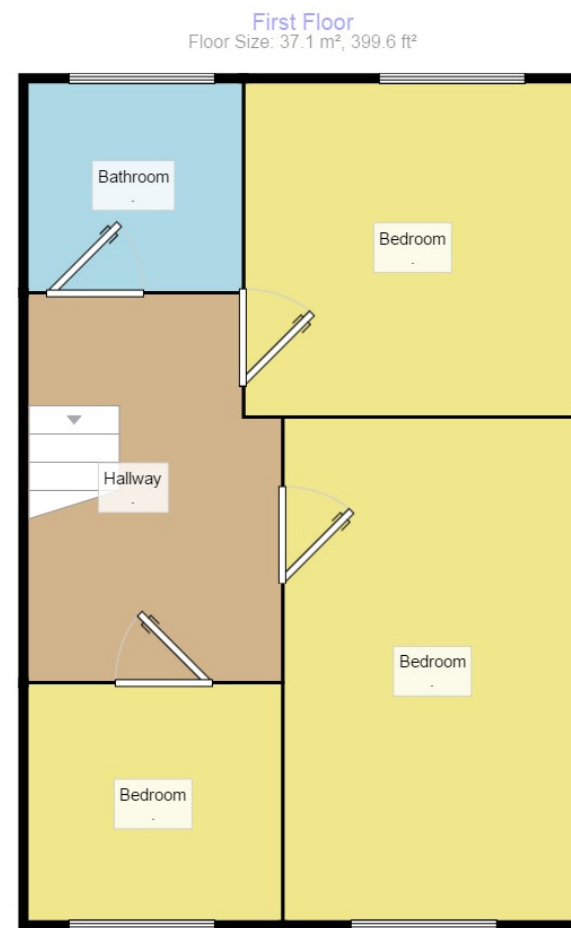 First Floor
Floor Size: 37.1 m², 399.6 ft²
Bathroom
.
Bedroom
.
Hallway
.
Bedroom
.
Bedroom
.